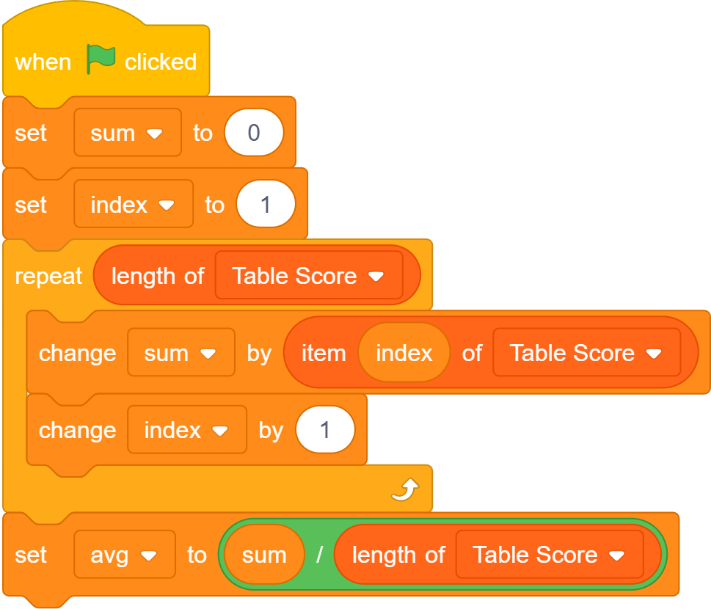 when clicked
set sum to 0
set index to 1
repeat length of Table Score
change sum by item index of Table Score
change index by 1
set avg to sum / length of Table Score